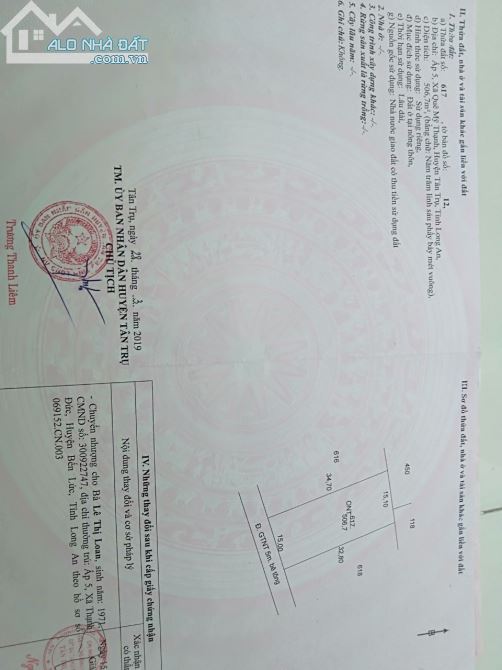 ALO NHÀ ĐẤT
.COM.VN
II. Thửa đất, nhà ở và tài sản khác gắn liền với đất
1. Thửa đất:
a) Thửa đất số: 617 , tờ bản đồ số: 12,
b) Địa chỉ: Ấp 5, Xã Quê Mỹ Thạnh, Huyện Tân Trụ, Tỉnh Long An,
c) Diện tích: 506,7m², (bằng chữ: Năm trăm linh sáu phẩy bảy mét vuông),
d) Hình thức sử dụng: Sử dụng riêng,
đ) Mục đích sử dụng: Đất ở tại nông thôn,
e) Thời hạn sử dụng: Lâu dài,
g) Nguồn gốc sử dụng: Nhà nước giao đất có thu tiền sử dụng đất
2. Nhà ở: -/-.
3. Công trình xây dựng khác: -/-.
4. Rừng sản xuất là rừng trồng: -/-.
5. Cây lâu năm: -/-.
6. Ghi chú: Không.
Tân Trụ, ngày 28 tháng 3 năm 2019
TM. ỦY BAN NHÂN DÂN HUYỆN TÂN TRỤ
CHỦ TỊCH
Trương Thanh Liêm
III. Sơ đồ thửa đất, nhà ở và tài sản khác gắn liền với đất
B
450
118
15,10
616
34,70
617
ONT 506,7
32,80
618
15,00
Đ. GTNT 5m, bê tông
IV. Những thay đổi sau khi cấp giấy chứng nhận
Nội dung thay đổi và cơ sở pháp lý
Xác nhận
có thẩ
- Chuyển nhượng cho Bà Lê Thị Loan, sinh năm: 197
CMND số: 300922747, địa chỉ thường trú: Ấp 5, Xã Thạnh
Đức, Huyện Bến Lức, Tỉnh Long An theo hồ sơ số
069152.CN.003
Ngày